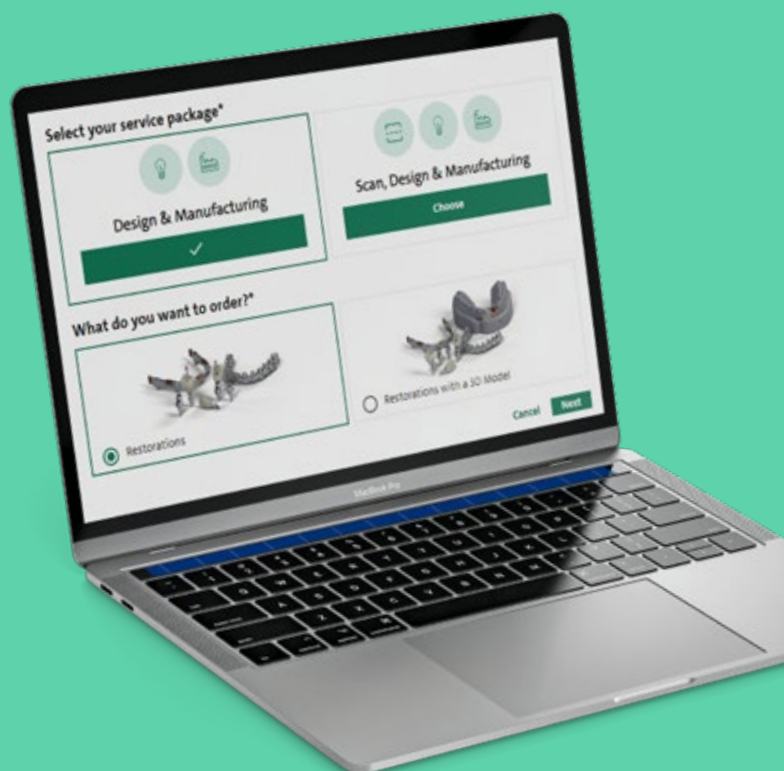 Select your service package*
Design & Manufacturing
Scan, Design & Manufacturing
Choose
What do you want to order?*
Restorations
Restorations with a 3D Model
Cancel
Next
MacBook Pro